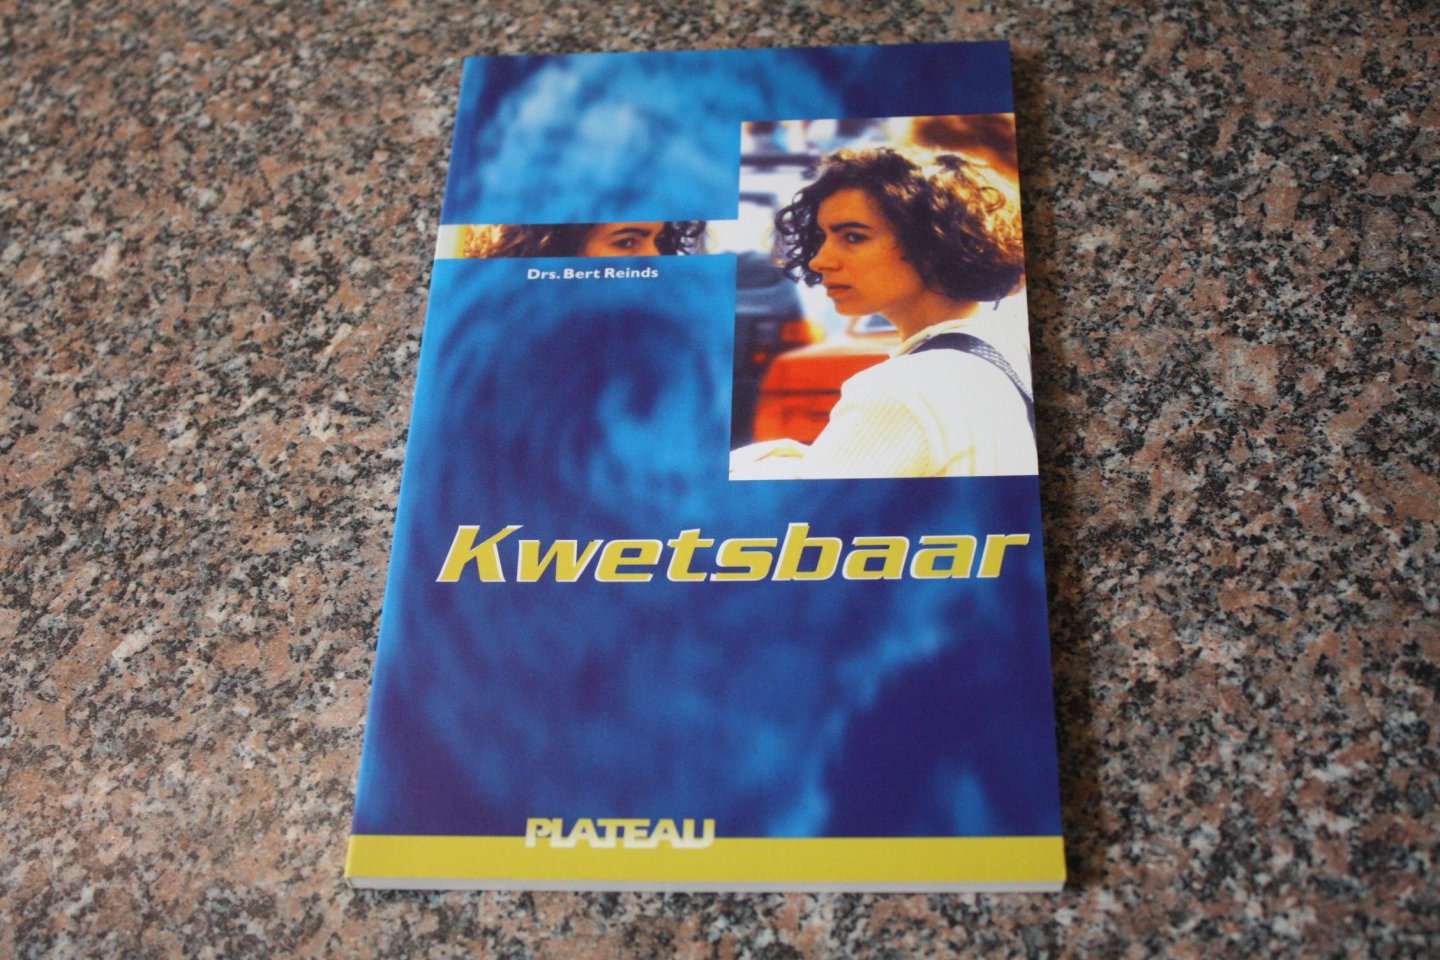 Drs. Bert Reinds
Kwetsbaar
PLATEAU